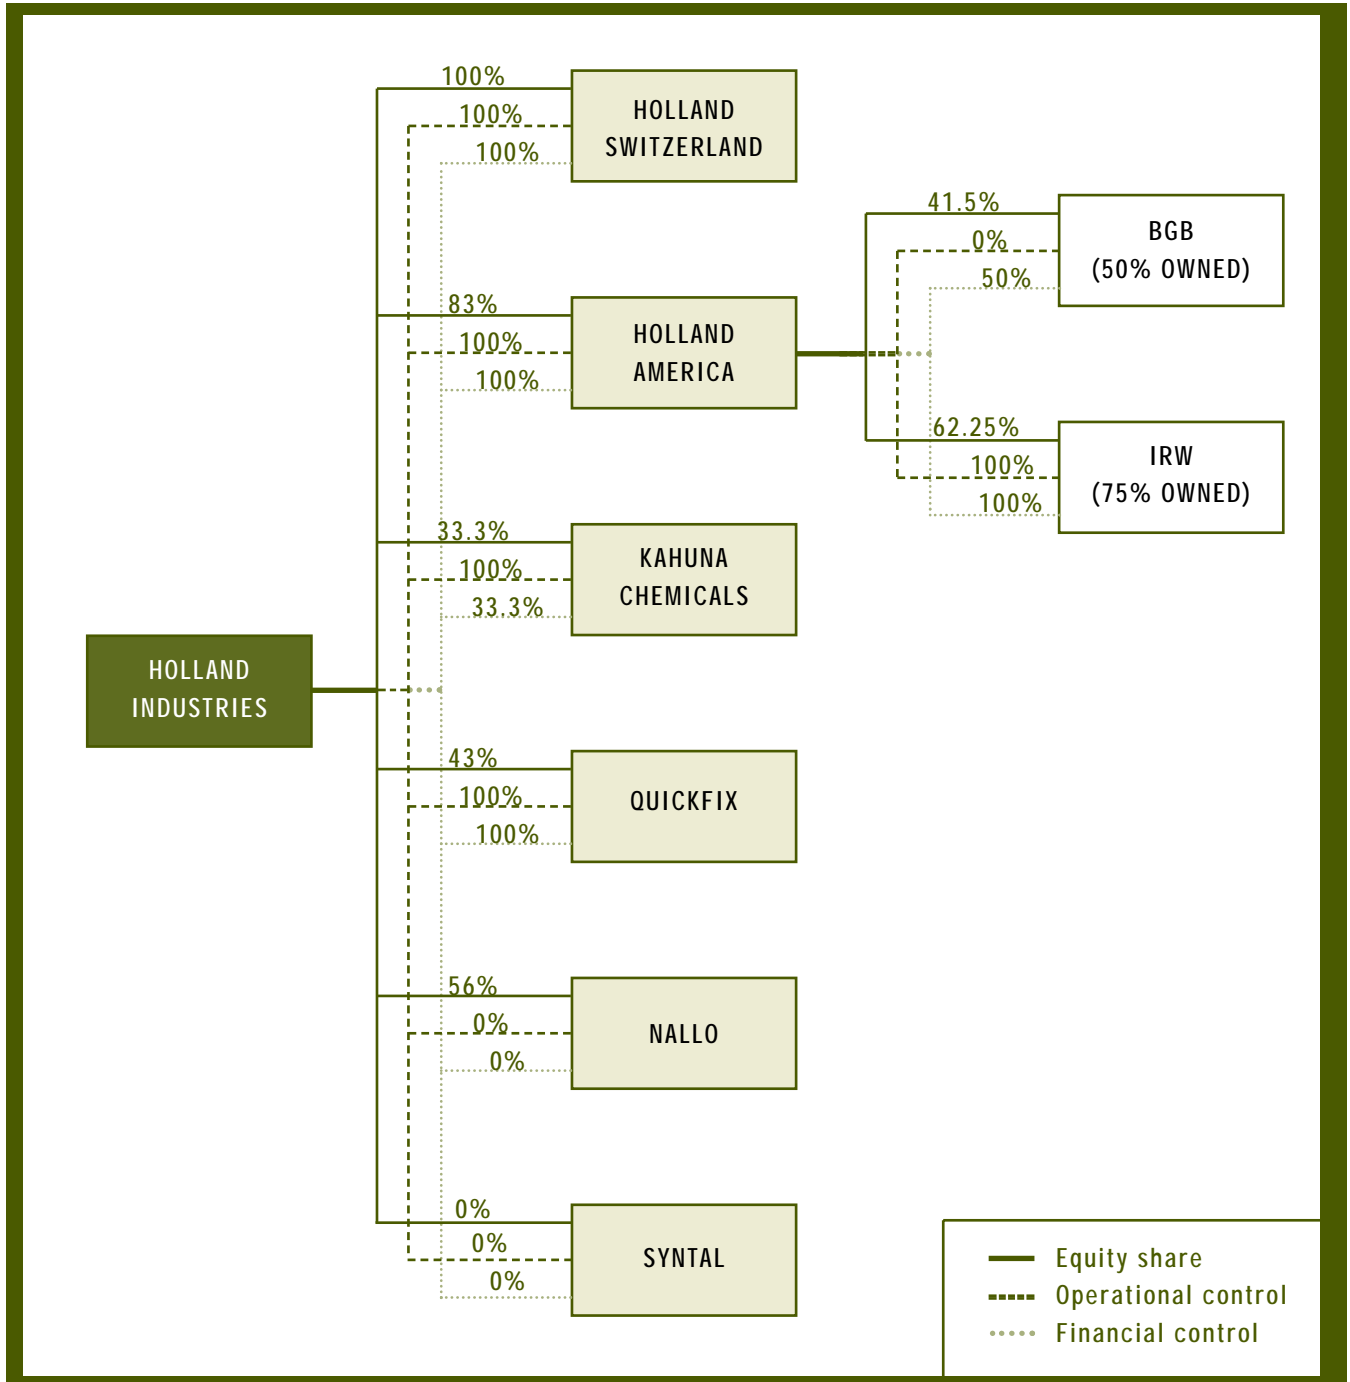 100%
100%
100%
HOLLAND
SWITZERLAND
41.5%
0%
50%
BGB
(50% OWNED)
83%
100%
100%
HOLLAND
AMERICA
62.25%
100%
100%
IRW
(75% OWNED)
33.3%
100%
33.3%
KAHUNA
CHEMICALS
HOLLAND
INDUSTRIES
43%
100%
100%
QUICKFIX
56%
0%
0%
NALLO
0%
0%
0%
SYNTAL
Equity share
Operational control
Financial control